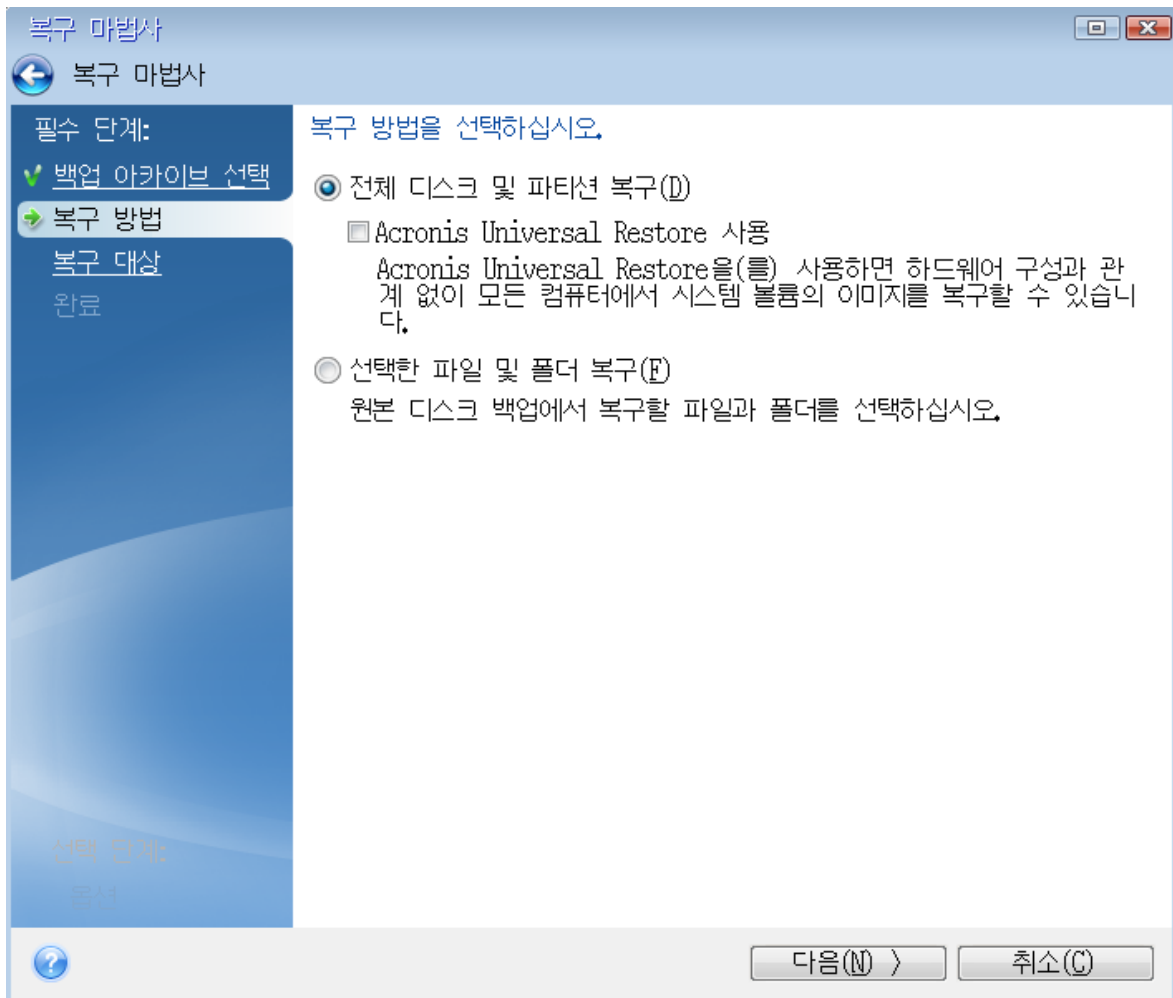 복구 마법사
복구 마법사
필수 단계:
백업 아카이브 선택
복구 방법
복구 대상
완료
선택 단계:
옵션
복구 방법을 선택하십시오.
전체 디스크 및 파티션 복구(D)
Acronis Universal Restore 사용
Acronis Universal Restore을(를) 사용하면 하드웨어 구성과 관
계 없이 모든 컴퓨터에서 시스템 볼륨의 이미지를 복구할 수 있습니
다.
선택한 파일 및 폴더 복구(F)
원본 디스크 백업에서 복구할 파일과 폴더를 선택하십시오.
다음(N) >
취소(C)